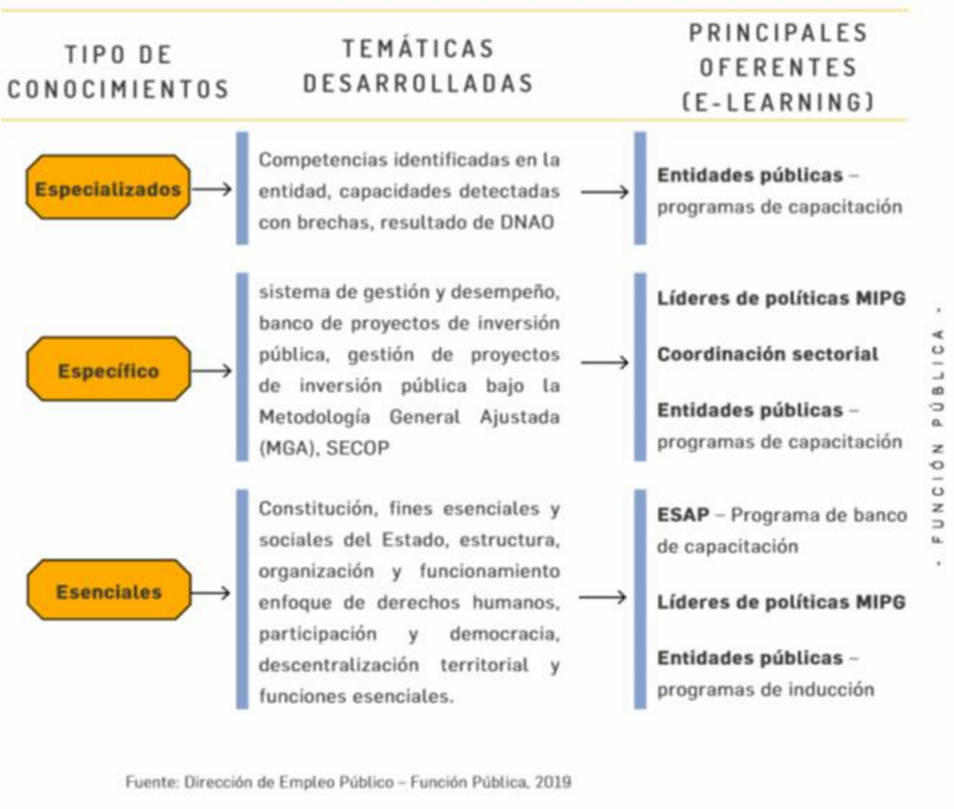 TIPO DE
CONOCIMIENTOS
TEMÁTICAS
DESARROLLADAS
PRINCIPALES
OFERENTES
(E-LEARNING)
Especializados
Competencias identificadas en la
entidad, capacidades detectadas
con brechas, resultado de DNAO
Entidades públicas –
programas de capacitación
Específico
sistema de gestión y desempeño,
banco de proyectos de inversión
pública, gestión de proyectos
de inversión pública bajo la
Metodología General Ajustada
(MGA), SECOP
Líderes de políticas MIPG
Coordinación sectorial
Entidades públicas –
programas de capacitación
Esenciales
Constitución, fines esenciales y
sociales del Estado, estructura,
organización y funcionamiento
enfoque de derechos humanos,
participación y democracia,
descentralización territorial y
funciones esenciales.
ESAP – Programa de banco
de capacitación
Líderes de políticas MIPG
Entidades públicas –
programas de inducción
- FUNCIÓN PÚBLICA -
Fuente: Dirección de Empleo Público – Función Pública, 2019